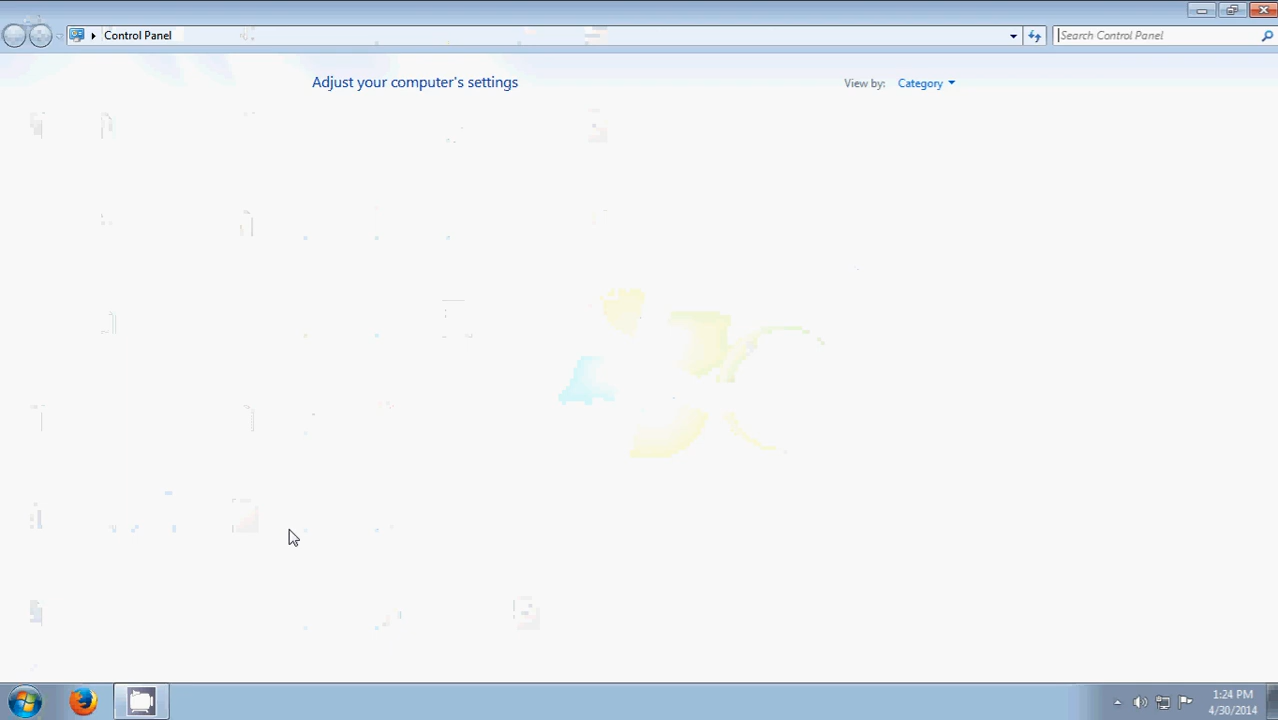 Control Panel
Search Control Panel
Adjust your computer's settings
View by: Category
1:24 PM
4/30/2014